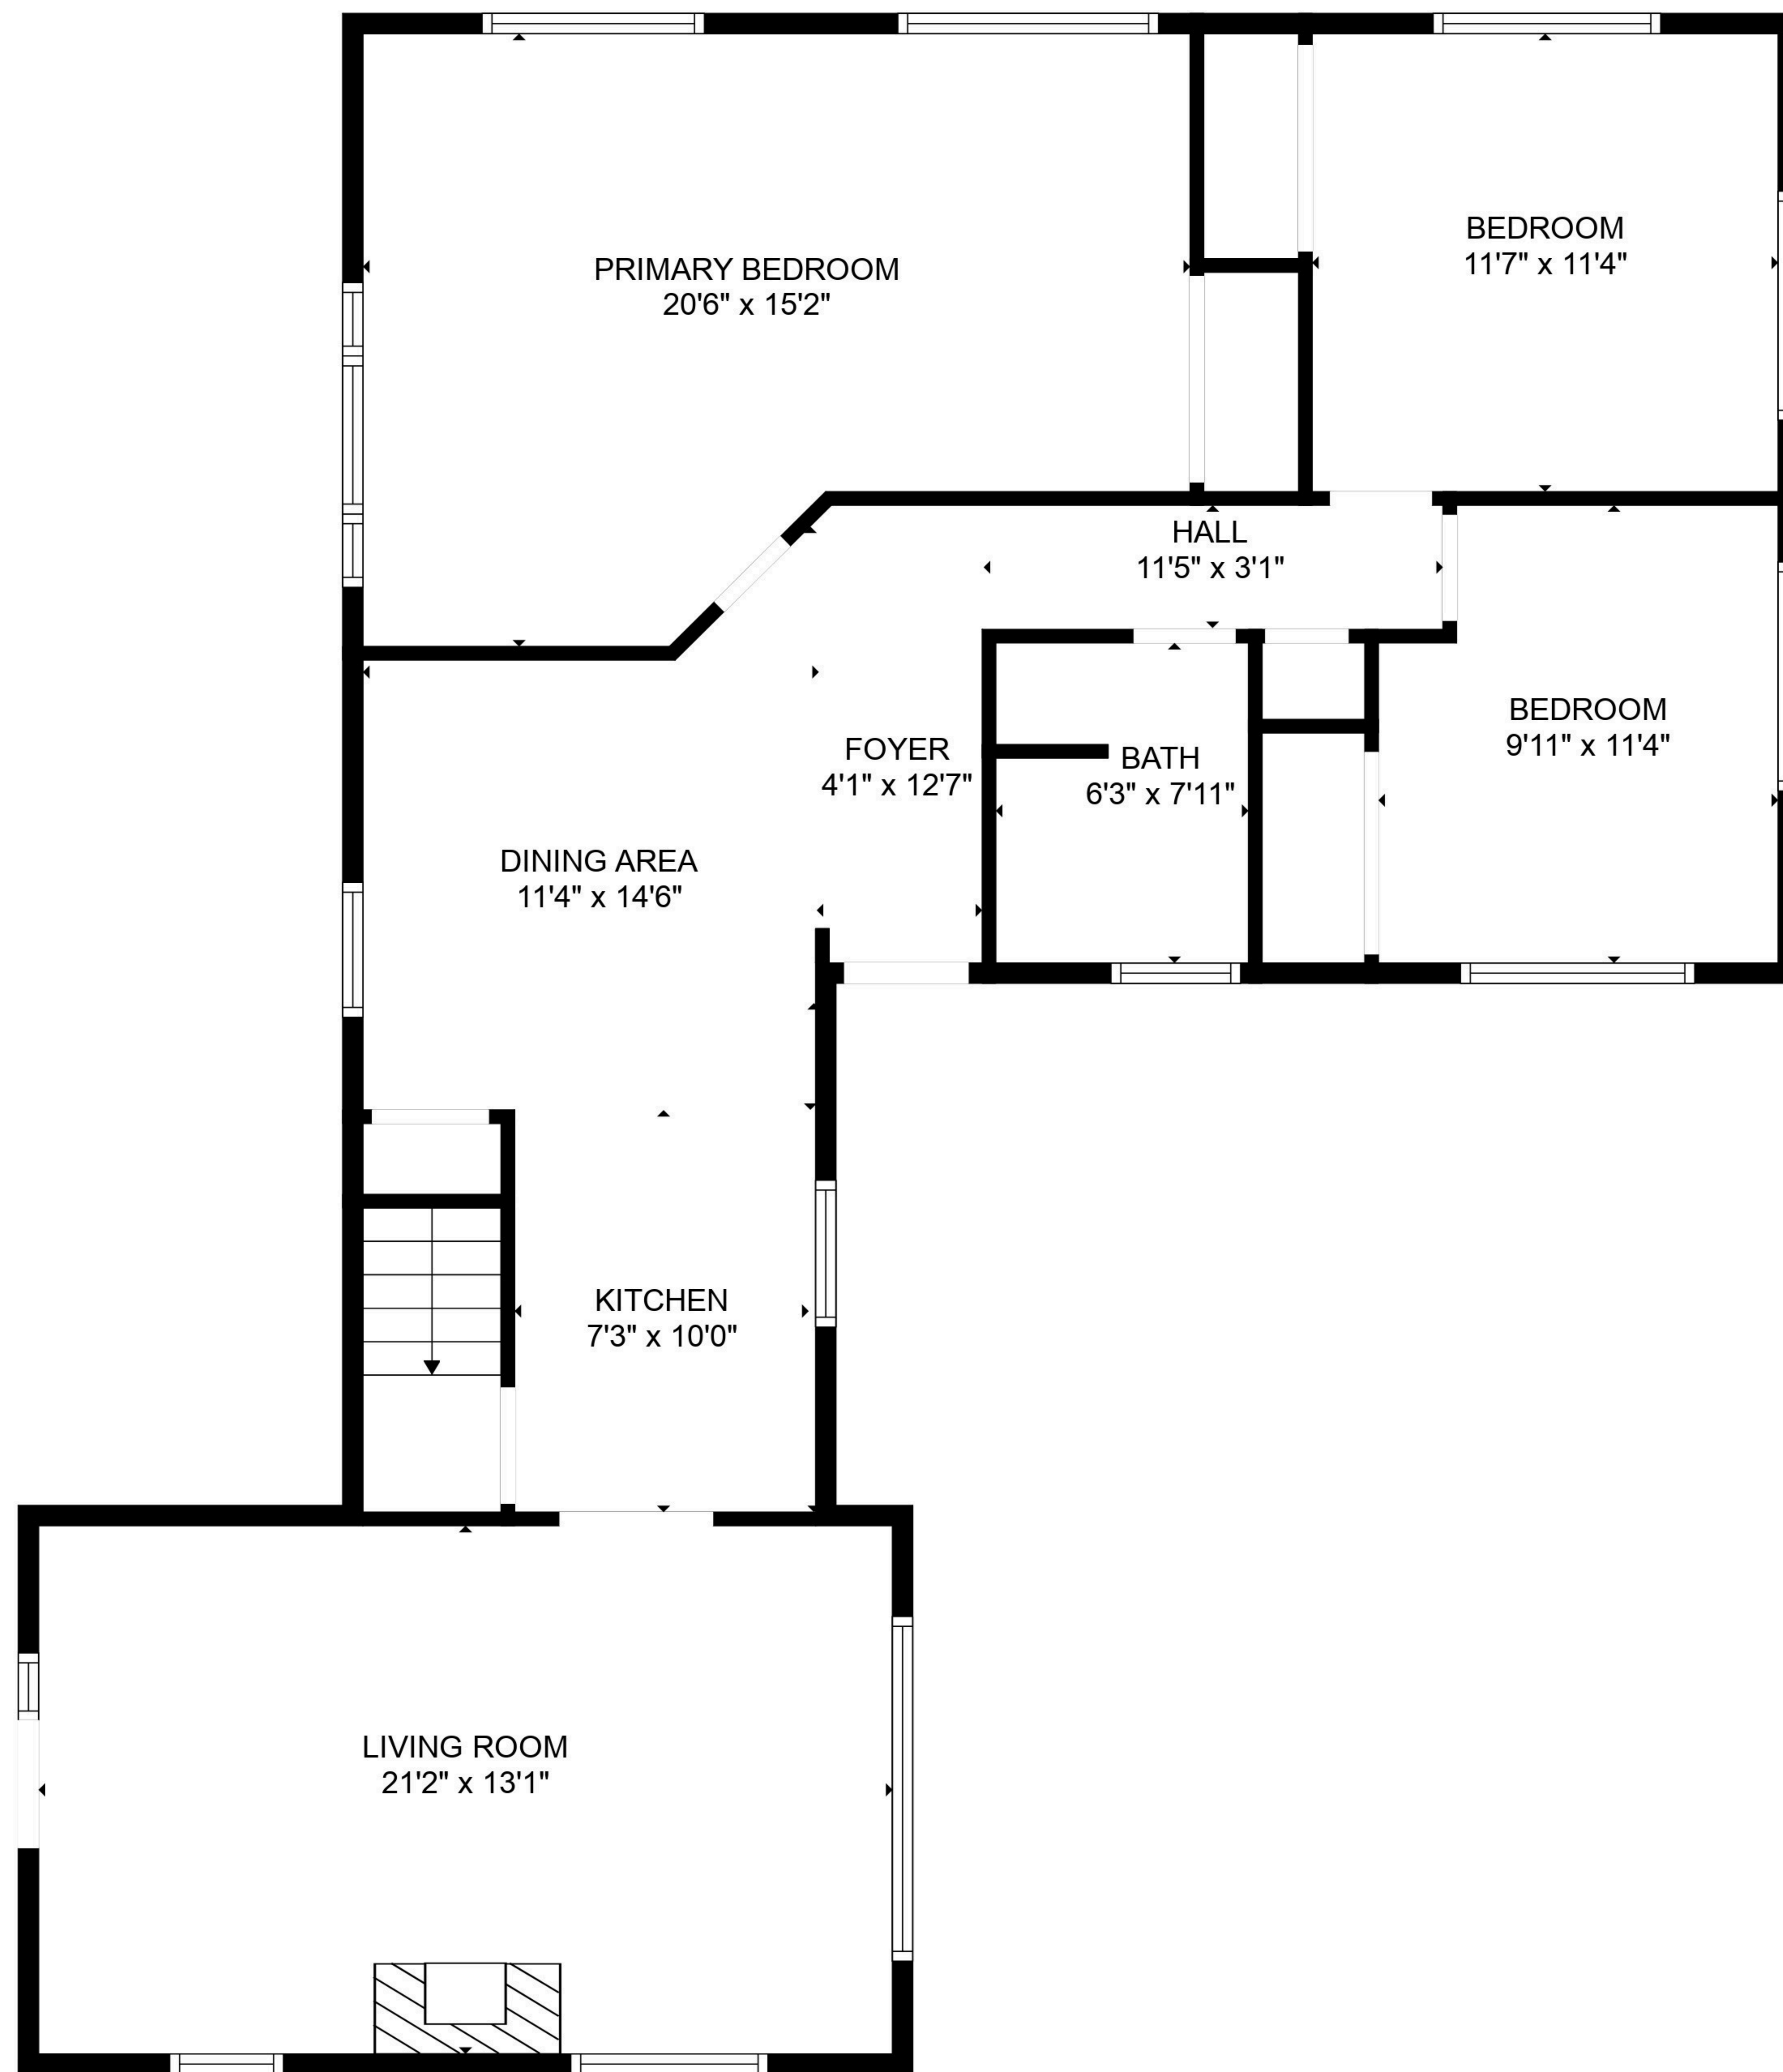 PRIMARY BEDROOM
20'6" x 15'2"
BEDROOM
11'7" x 11'4"
HALL
11'5" x 3'1"
BEDROOM
9'11" x 11'4"
FOYER
4'1" x 12'7"
BATH
6'3" x 7'11"
DINING AREA
11'4" x 14'6"
KITCHEN
7'3" x 10'0"
LIVING ROOM
21'2" x 13'1"